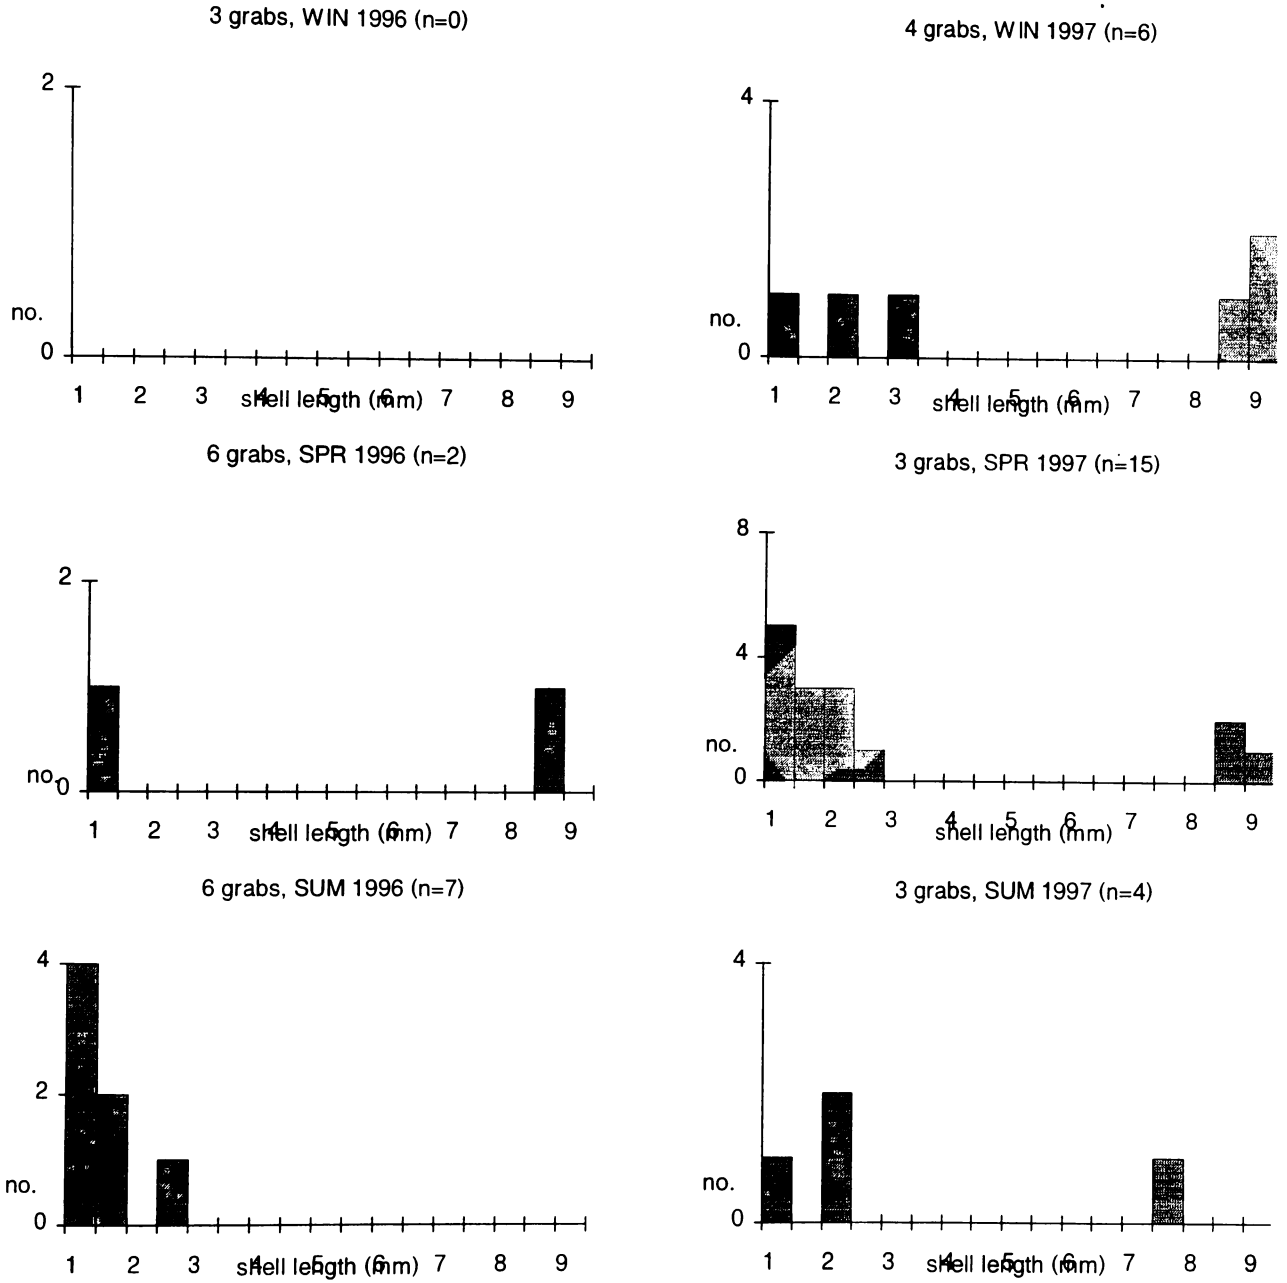 3 grabs, WIN 1996 (n=0)
2
no.
0
1 2 3 4 5 6 7 8 9
shell length (mm)
4 grabs, WIN 1997 (n=6)
4
no.
0
1 2 3 4 5 6 7 8 9
shell length (mm)
6 grabs, SPR 1996 (n=2)
2
no.
0
1 2 3 4 5 6 7 8 9
shell length (mm)
3 grabs, SPR 1997 (n=15)
8
4
no.
0
1 2 3 4 5 6 7 8 9
shell length (mm)
6 grabs, SUM 1996 (n=7)
4
2
no.
0
1 2 3 4 5 6 7 8 9
shell length (mm)
3 grabs, SUM 1997 (n=4)
4
2
no.
0
1 2 3 4 5 6 7 8 9
shell length (mm)